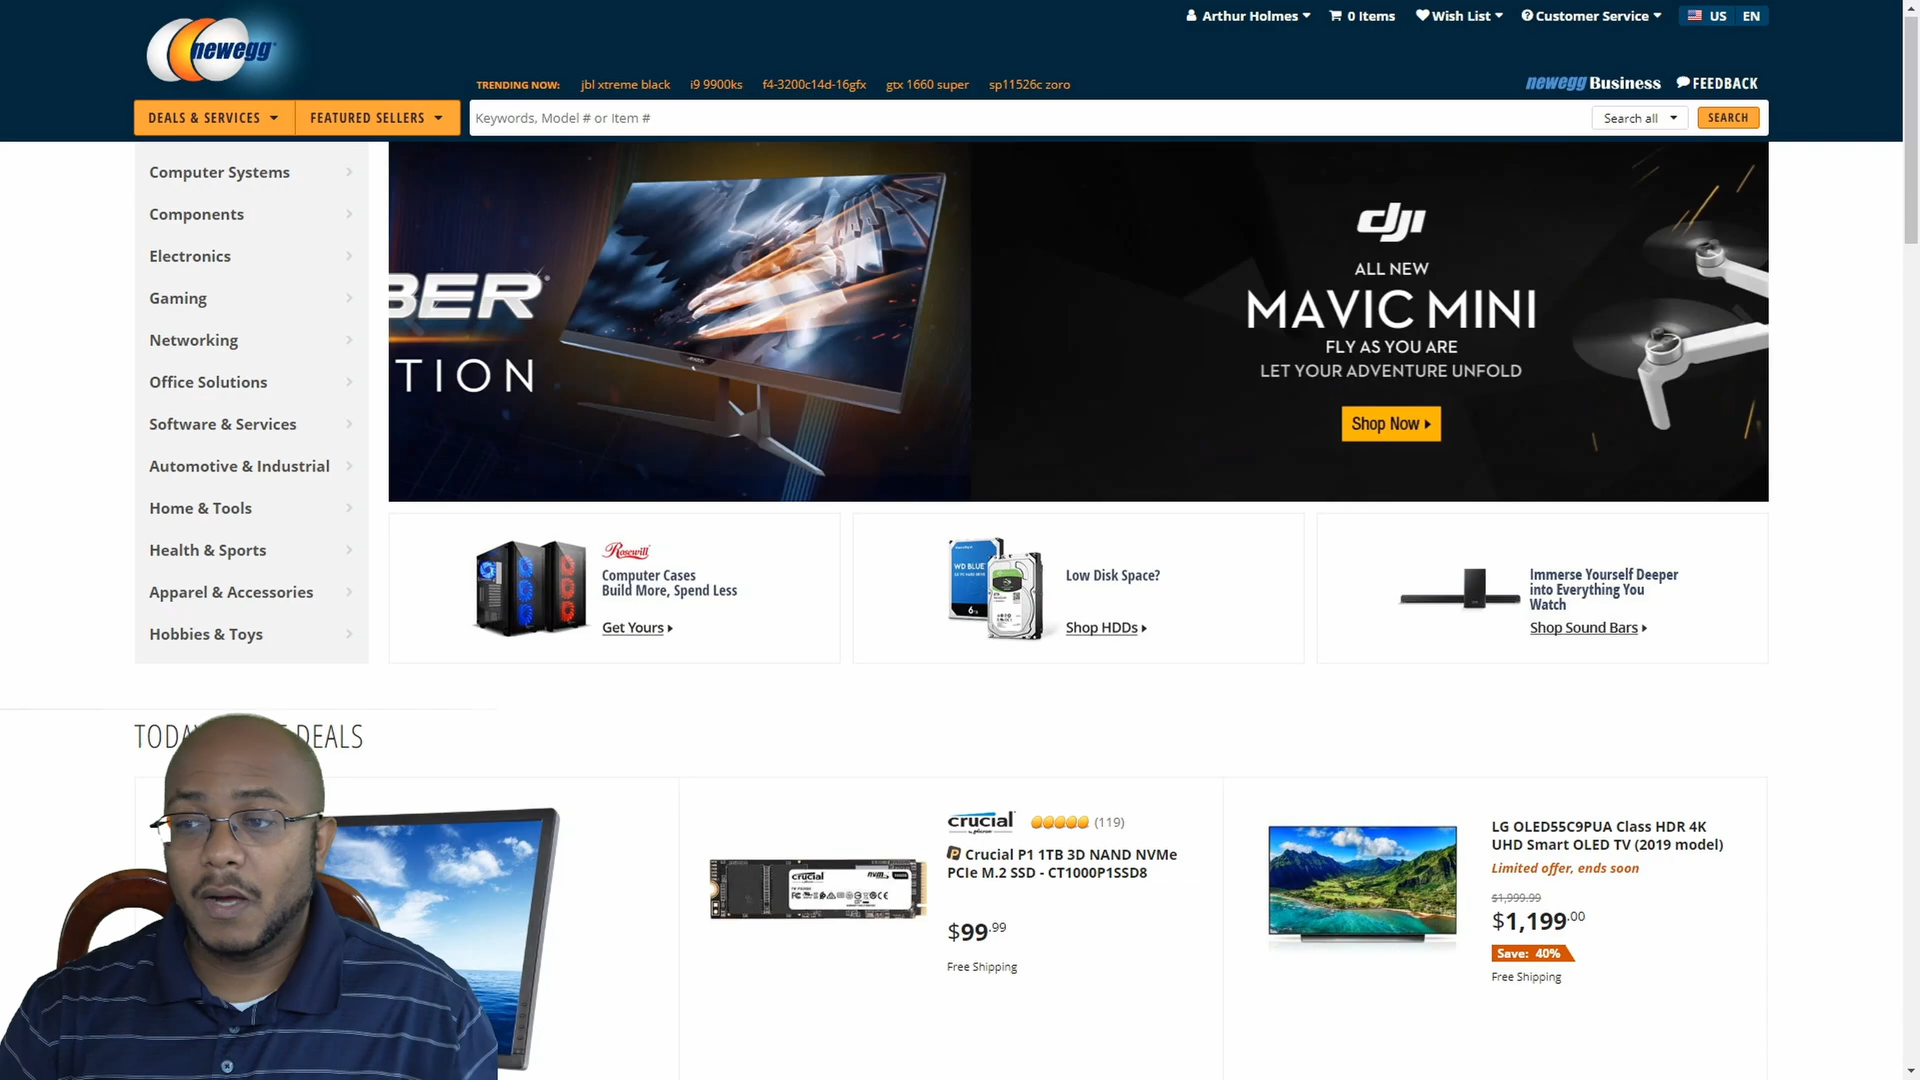 Arthur Holmes
0 Items
Wish List
Customer Service
US
EN
newegg
TRENDING NOW:
jbl xtreme black
i9 9900ks
f4-3200c14d-16gfx
gtx 1660 super
sp11526c zoro
newegg Business
FEEDBACK
DEALS & SERVICES
FEATURED SELLERS
Keywords, Model # or Item #
Search all
SEARCH
Computer Systems
Components
Electronics
Gaming
Networking
Office Solutions
Software & Services
Automotive & Industrial
Home & Tools
Health & Sports
Apparel & Accessories
Hobbies & Toys
BER
TION
dji
ALL NEW
MAVIC MINI
FLY AS YOU ARE
LET YOUR ADVENTURE UNFOLD
Shop Now
Rosewill
Computer Cases
Build More, Spend Less
Get Yours
WD BLUE
6TB
Low Disk Space?
Shop HDDs
Immerse Yourself Deeper
into Everything You
Watch
Shop Sound Bars
TODA DEALS
crucial
nvme
crucial
(119)
Crucial P1 1TB 3D NAND NVMe
PCIe M.2 SSD - CT1000P1SSD8
$99.99
Free Shipping
LG OLED55C9PUA Class HDR 4K
UHD Smart OLED TV (2019 model)
Limited offer, ends soon
$1,999.99
$1,199.00
Save: 40%
Free Shipping